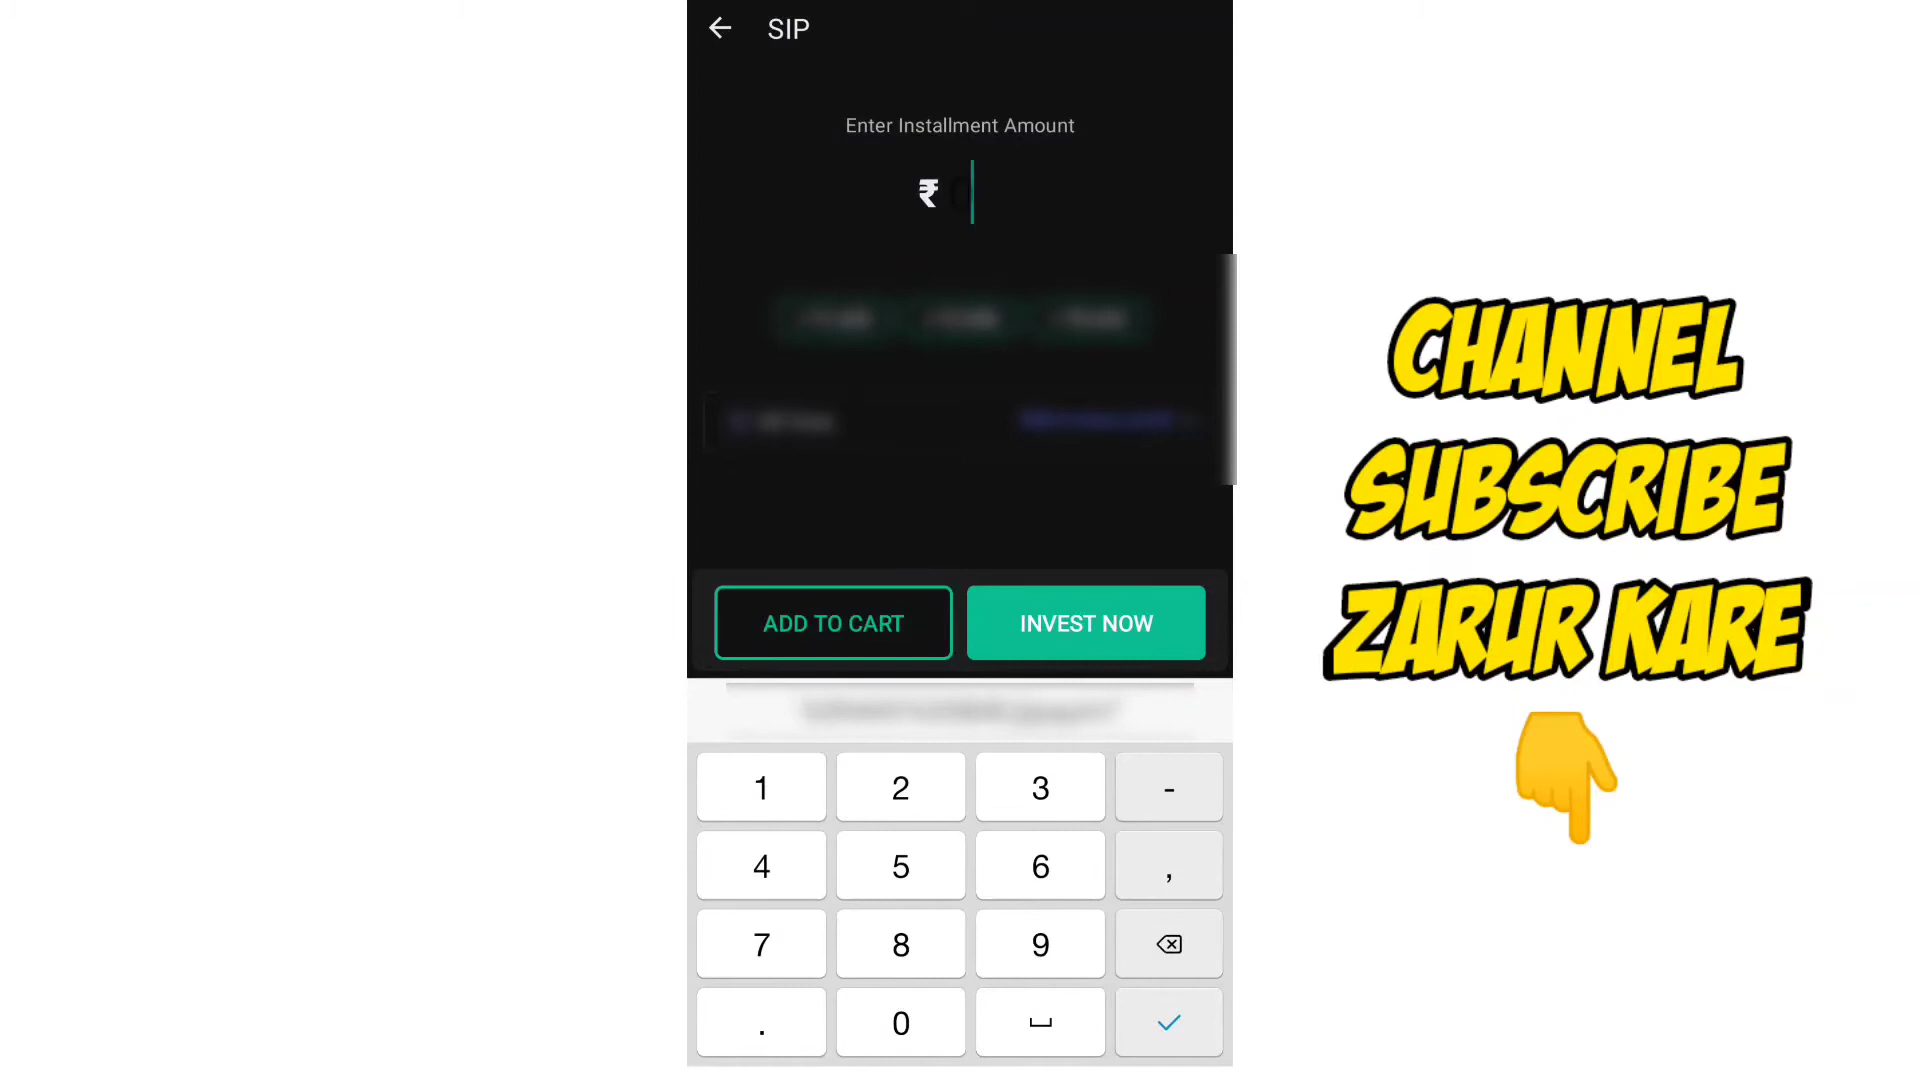 SIP
Enter Installment Amount
₹ 0
ADD TO CART
INVEST NOW
1 2 3 -
4 5 6 ,
7 8 9
. 0
CHANNEL
SUBSCRIBE
ZARUR KARE